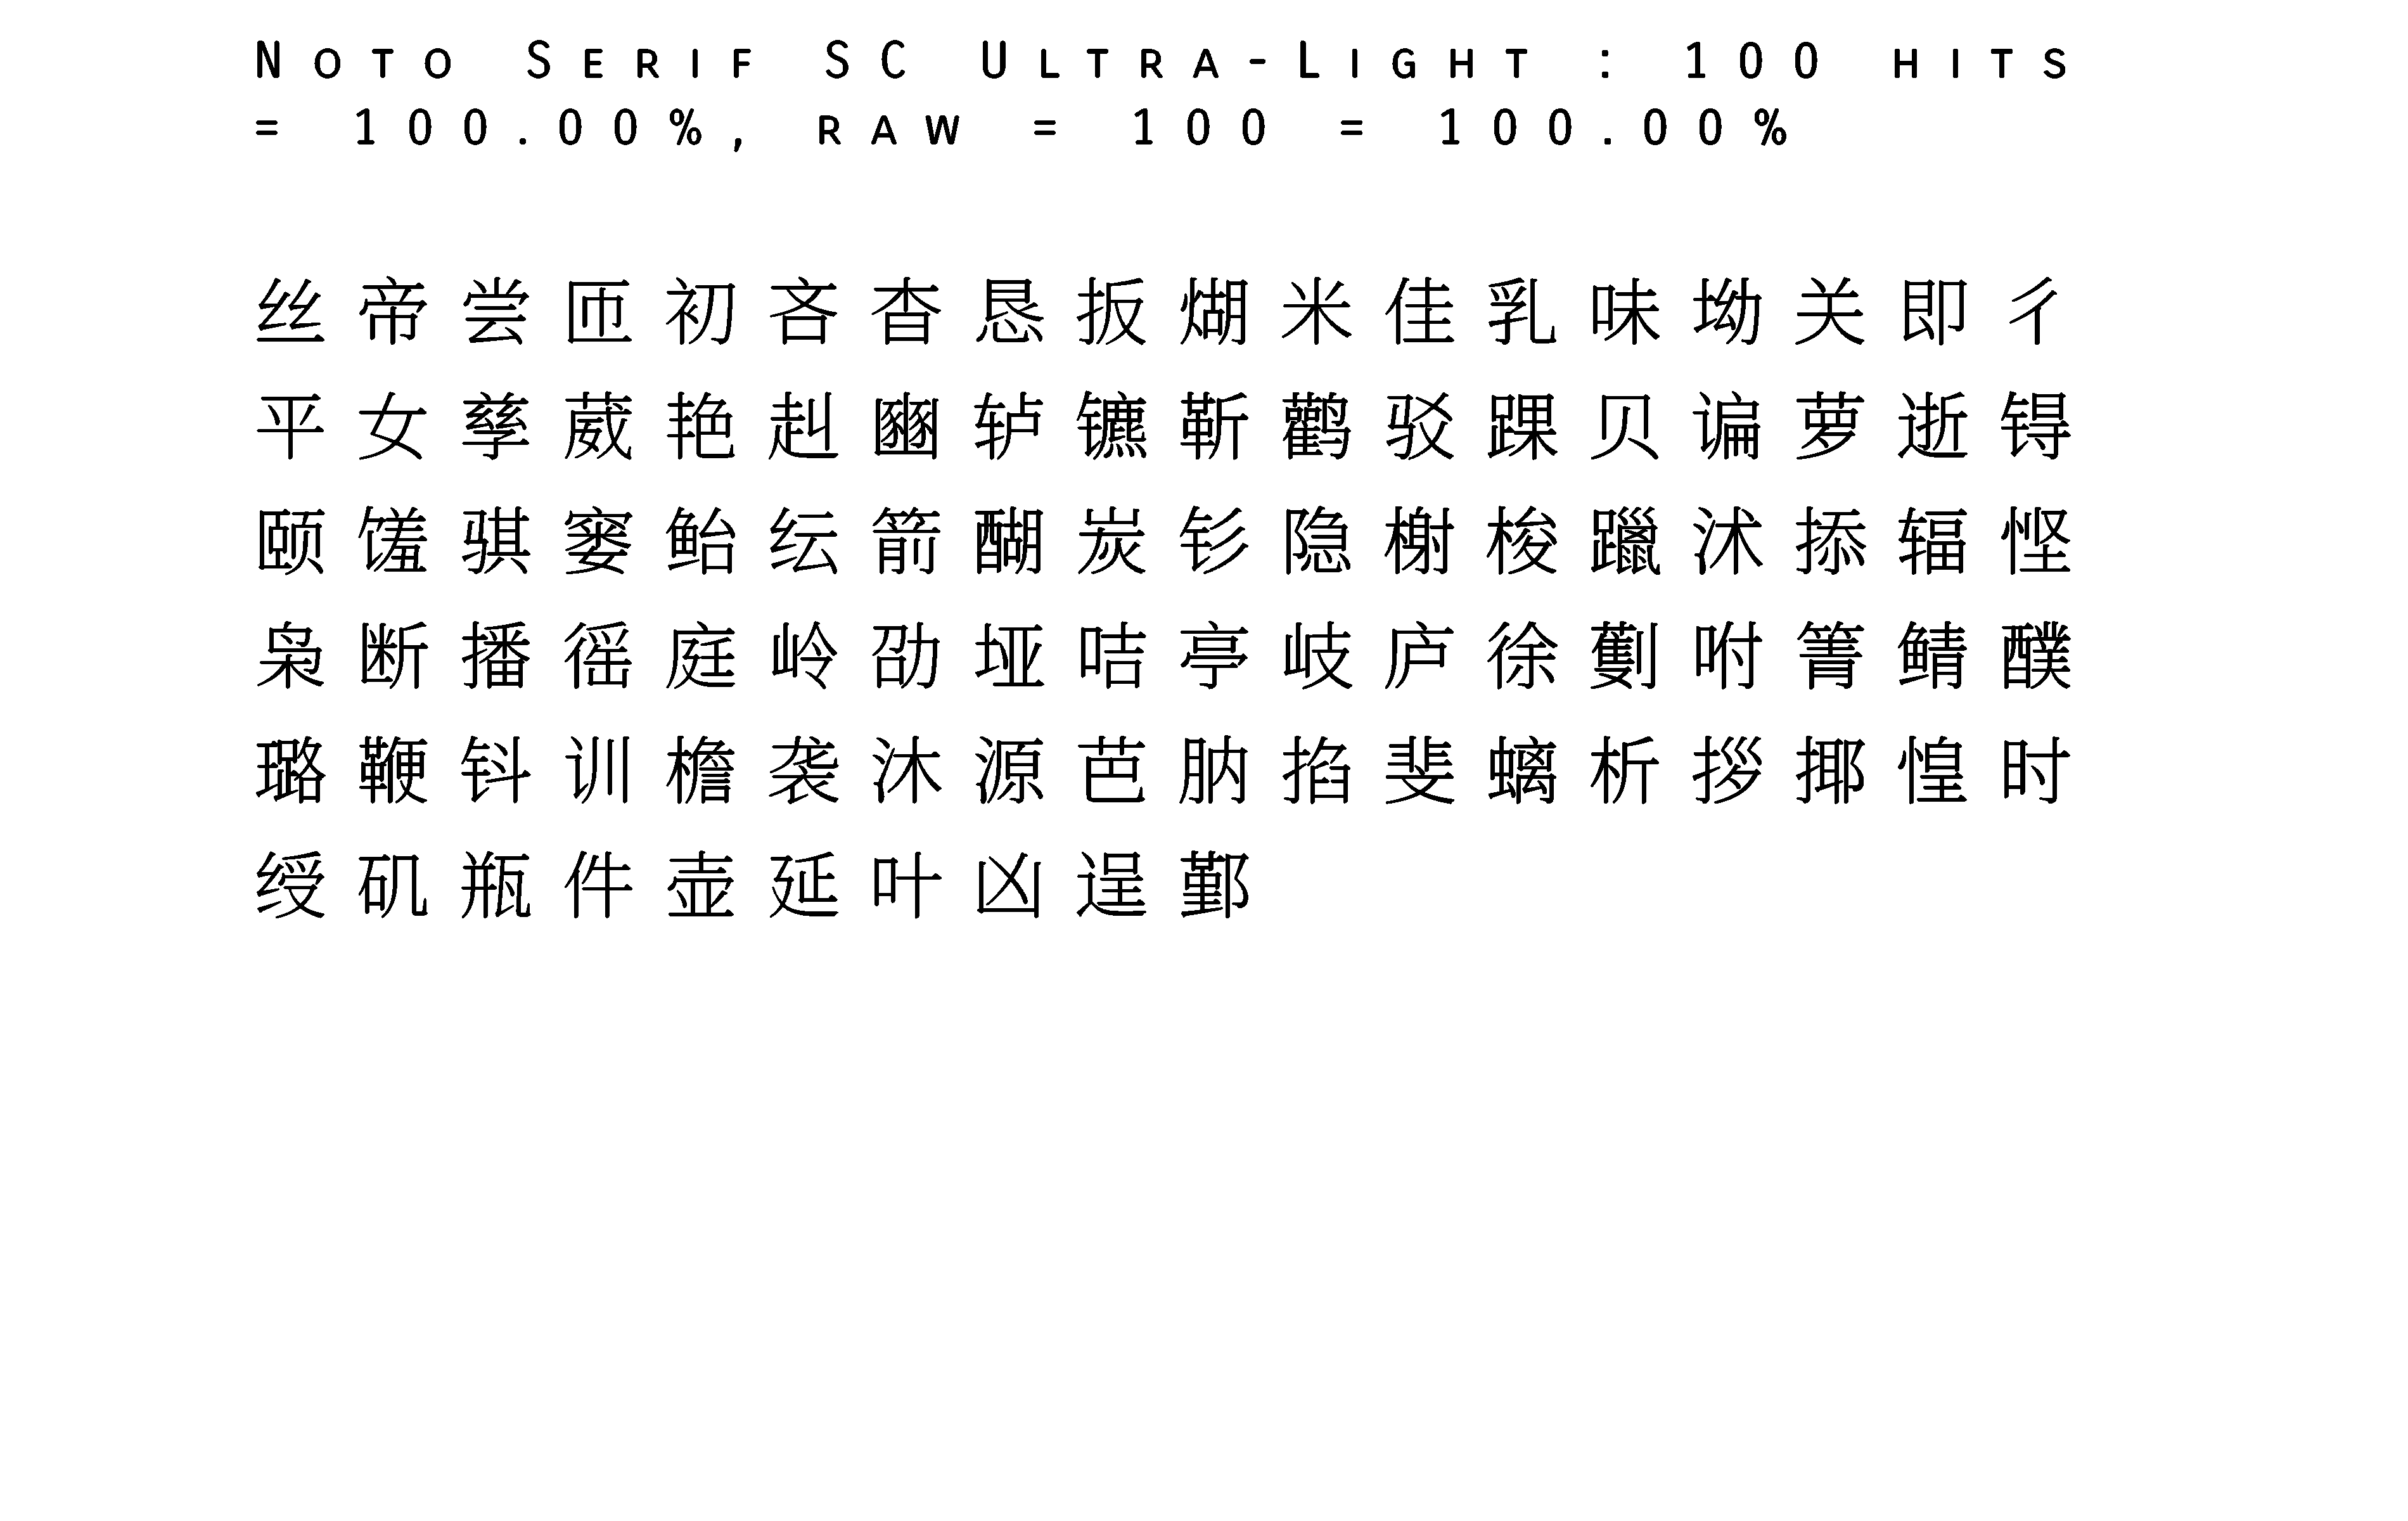 Noto Serif SC Ultra-Light : 100 hits
= 100.00%, raw = 100 = 100.00%
丝帝尝匝初吝杳恳扳煳米佳乳味坳关即彳
平女孳葳艳赳豳轳镳靳鹳驳踝贝谝萝逝锝
颐馐骐窭鲐纭箭醐炭钐隐榭梭躐沭掭辐悭
枭断播徭庭岭劭垭咭亭岐庐徐蒯咐箐鲭醭
璐鞭钭训檐袭沐源芭肭掐斐螭析拶揶惶时
绶矶瓶件壶延叶凶逞鄞